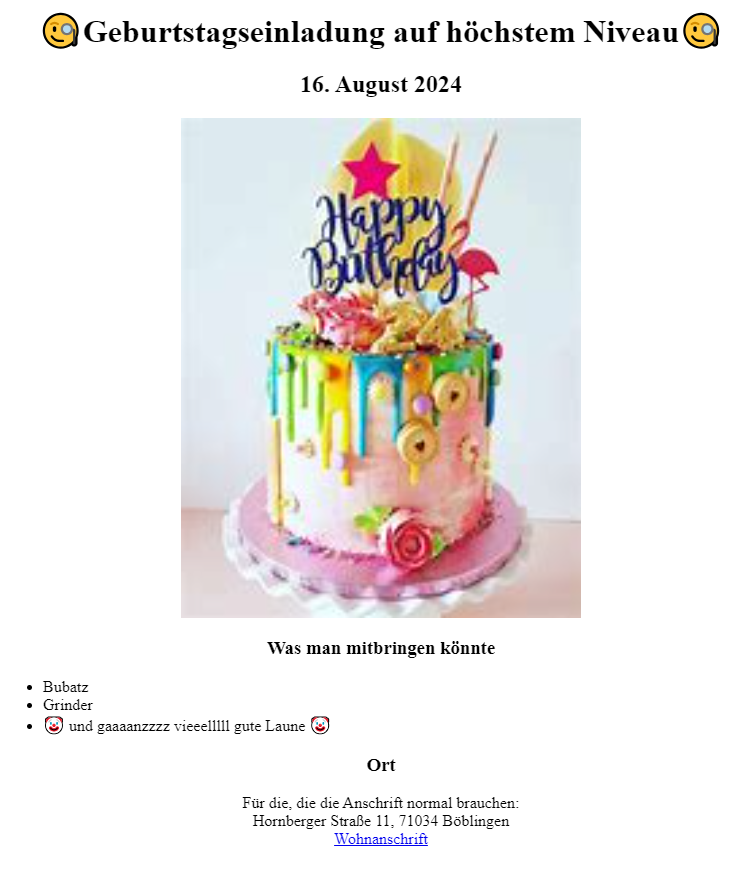 🧐Geburtstagseinladung auf höchstem Niveau🧐
16. August 2024
Happy
Birthday
Was man mitbringen könnte
• Bubatz
• Grinder
• 🤡 und gaaaanzzzz vieeelllll gute Laune 🤡
Ort
Für die, die die Anschrift normal brauchen:
Hornberger Straße 11, 71034 Böblingen
Wohnanschrift